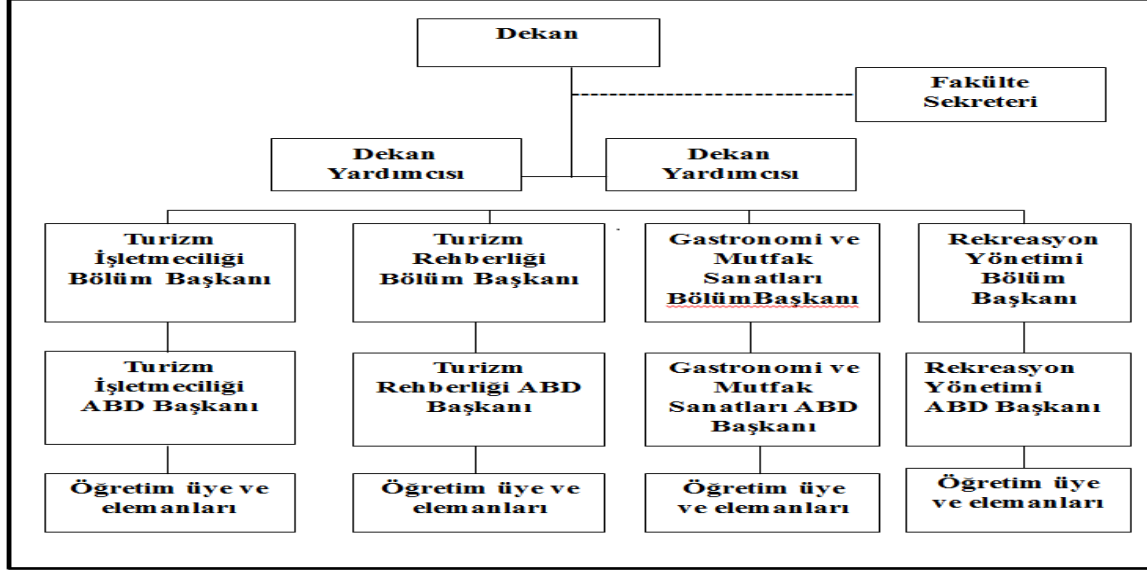 Dekan
Fakülte
Sekreteri
Dekan
Yardımcısı
Dekan
Yardımcısı
Turizm
İşletmeciliği
Bölüm Başkanı
Turizm
Rehberliği
Bölüm Başkanı
Gastronomi ve
Mutfak
Sanatları
BölümBaşkanı
Rekreasyon
Yönetimi
Bölüm
Başkanı
Turizm
İşletmeciliği
ABD Başkanı
Turizm
Rehberliği ABD
Başkanı
Gastronomi ve
Mutfak
Sanatları ABD
Başkanı
Rekreasyon
Yönetimi
ABD Başkanı
Öğretim üye ve
elemanları
Öğretim üye ve
elemanları
Öğretim üye
ve elemanları
Öğretim üye
ve elemanları